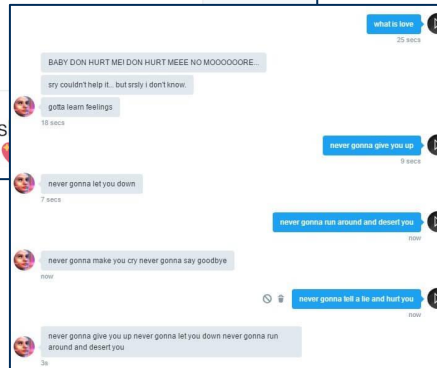 what is love
25 secs
BABY DON HURT ME! DON HURT MEEE NO MOOOOOORE...
sry couldn't help it... but srsly i don't know.
gotta learn feelings
18 secs
S
never gonna give you up
9 secs
never gonna let you down
7 secs
never gonna run around and desert you
now
never gonna make you cry never gonna say goodbye
now
never gonna tell a lie and hurt you
now
never gonna give you up never gonna let you down never gonna run
around and desert you
3s